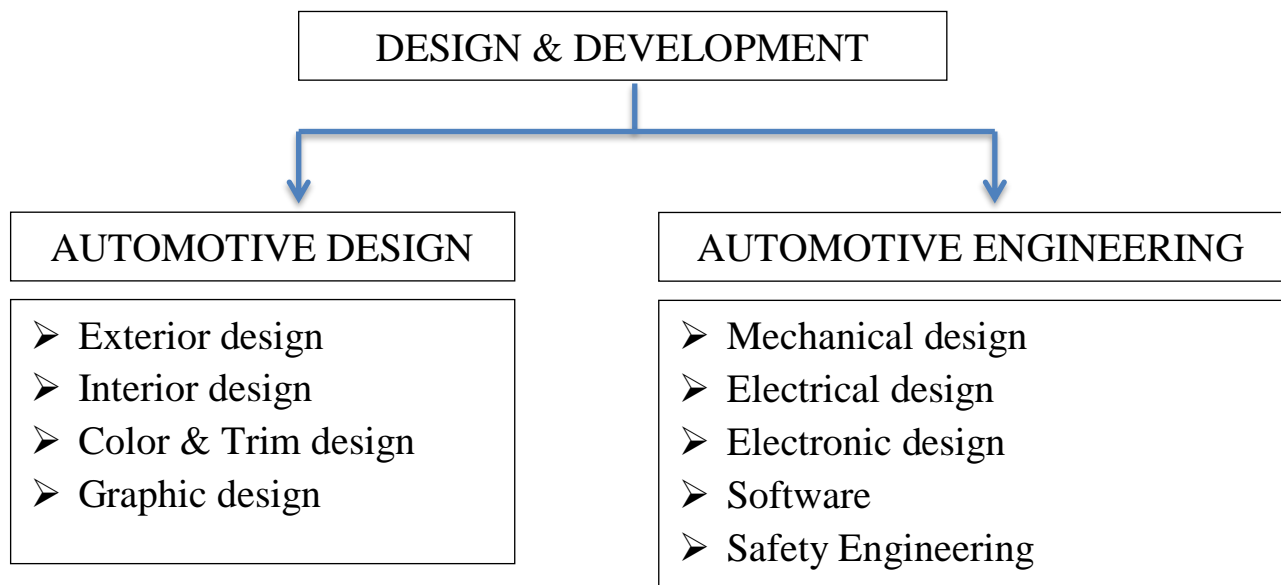 DESIGN & DEVELOPMENT
AUTOMOTIVE DESIGN
➢ Exterior design
➢ Interior design
➢ Color & Trim design
➢ Graphic design
AUTOMOTIVE ENGINEERING
➢ Mechanical design
➢ Electrical design
➢ Electronic design
➢ Software
➢ Safety Engineering